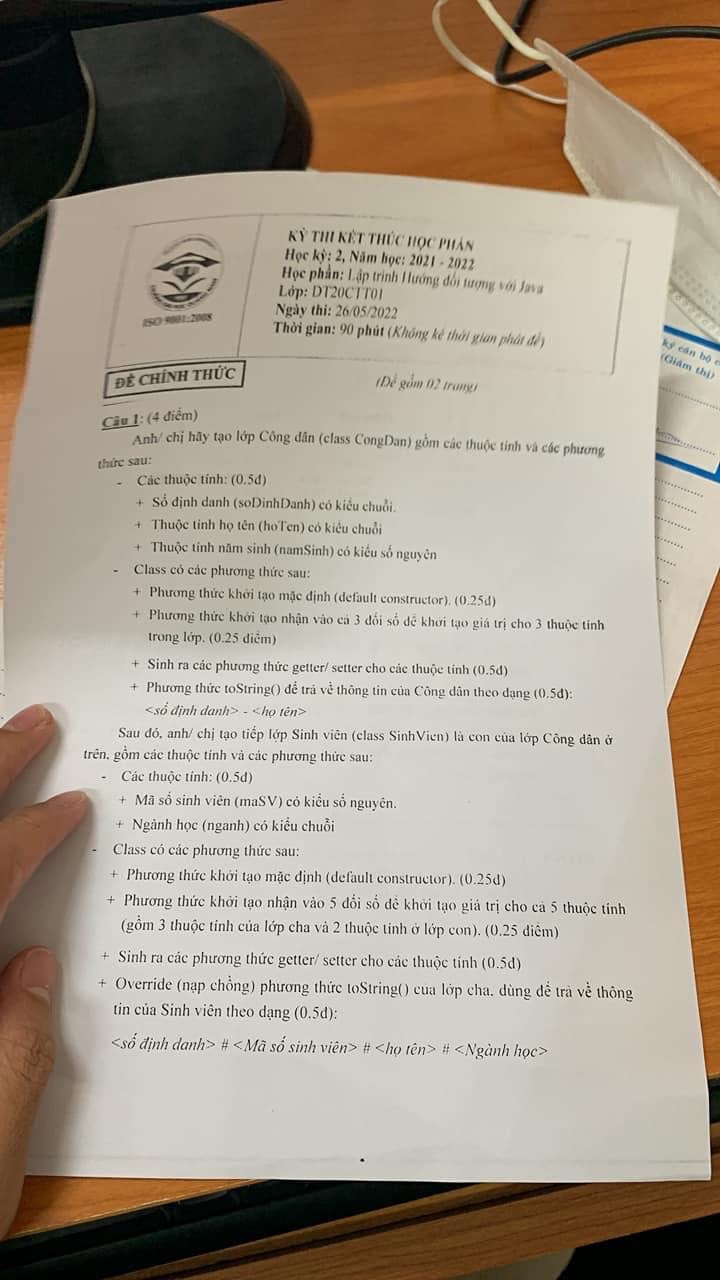 KỲ THI KẾT THÚC HỌC PHẦN
Học kỳ: 2, Năm học: 2021 - 2022
Học phần: Lập trình Hướng đối tượng với Java
Lớp: DT20CTT01
Ngày thi: 26/05/2022
Thời gian: 90 phút (Không kể thời gian phát đề)
ISO 9001:2008
ĐỀ CHÍNH THỨC
(Đề gồm 02 trang)
Câu 1: (4 điểm)
Anh/ chị hãy tạo lớp Công dân (class CongDan) gồm các thuộc tính và các phương
thức sau:
- Các thuộc tính: (0.5đ)
+ Số định danh (soDinhDanh) có kiểu chuỗi.
+ Thuộc tính họ tên (hoTen) có kiểu chuỗi
+ Thuộc tính năm sinh (namSinh) có kiểu số nguyên
- Class có các phương thức sau:
+ Phương thức khởi tạo mặc định (default constructor). (0.25đ)
+ Phương thức khởi tạo nhận vào cả 3 đối số để khởi tạo giá trị cho 3 thuộc tính
trong lớp. (0.25 điểm)
+ Sinh ra các phương thức getter/ setter cho các thuộc tính (0.5đ)
+ Phương thức toString() để trả về thông tin của Công dân theo dạng (0.5đ):
<số định danh> - <họ tên>
Sau đó, anh/ chị tạo tiếp lớp Sinh viên (class SinhVien) là con của lớp Công dân ở
trên, gồm các thuộc tính và các phương thức sau:
- Các thuộc tính: (0.5đ)
+ Mã số sinh viên (maSV) có kiểu số nguyên.
+ Ngành học (nganh) có kiểu chuỗi
- Class có các phương thức sau:
+ Phương thức khởi tạo mặc định (default constructor). (0.25đ)
+ Phương thức khởi tạo nhận vào 5 đối số để khởi tạo giá trị cho cả 5 thuộc tính
(gồm 3 thuộc tính của lớp cha và 2 thuộc tính ở lớp con). (0.25 điểm)
+ Sinh ra các phương thức getter/ setter cho các thuộc tính (0.5đ)
+ Override (nạp chồng) phương thức toString() của lớp cha, dùng để trả về thông
tin của Sinh viên theo dạng (0.5đ):
<số định danh> # <Mã số sinh viên> # <họ tên> # <Ngành học>
ký cán bộ
(Giám thị)